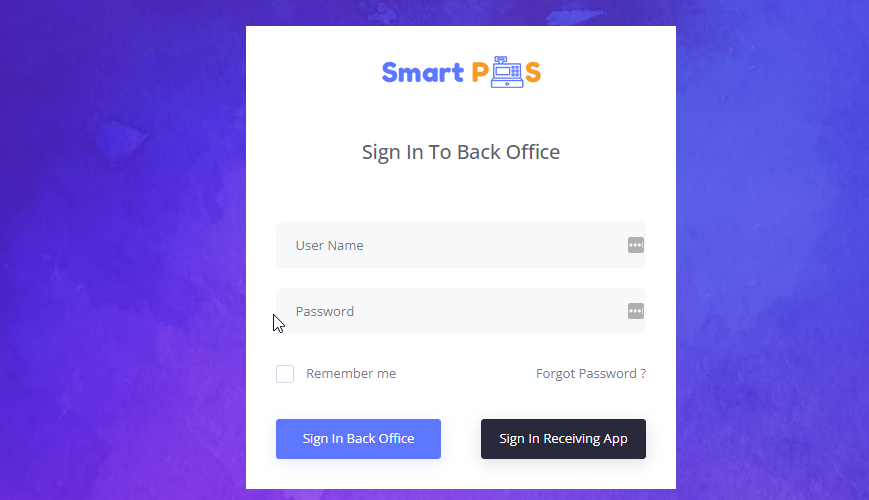 Smart POS
Sign In To Back Office
User Name
Password
Remember me
Forgot Password ?
Sign In Back Office
Sign In Receiving App